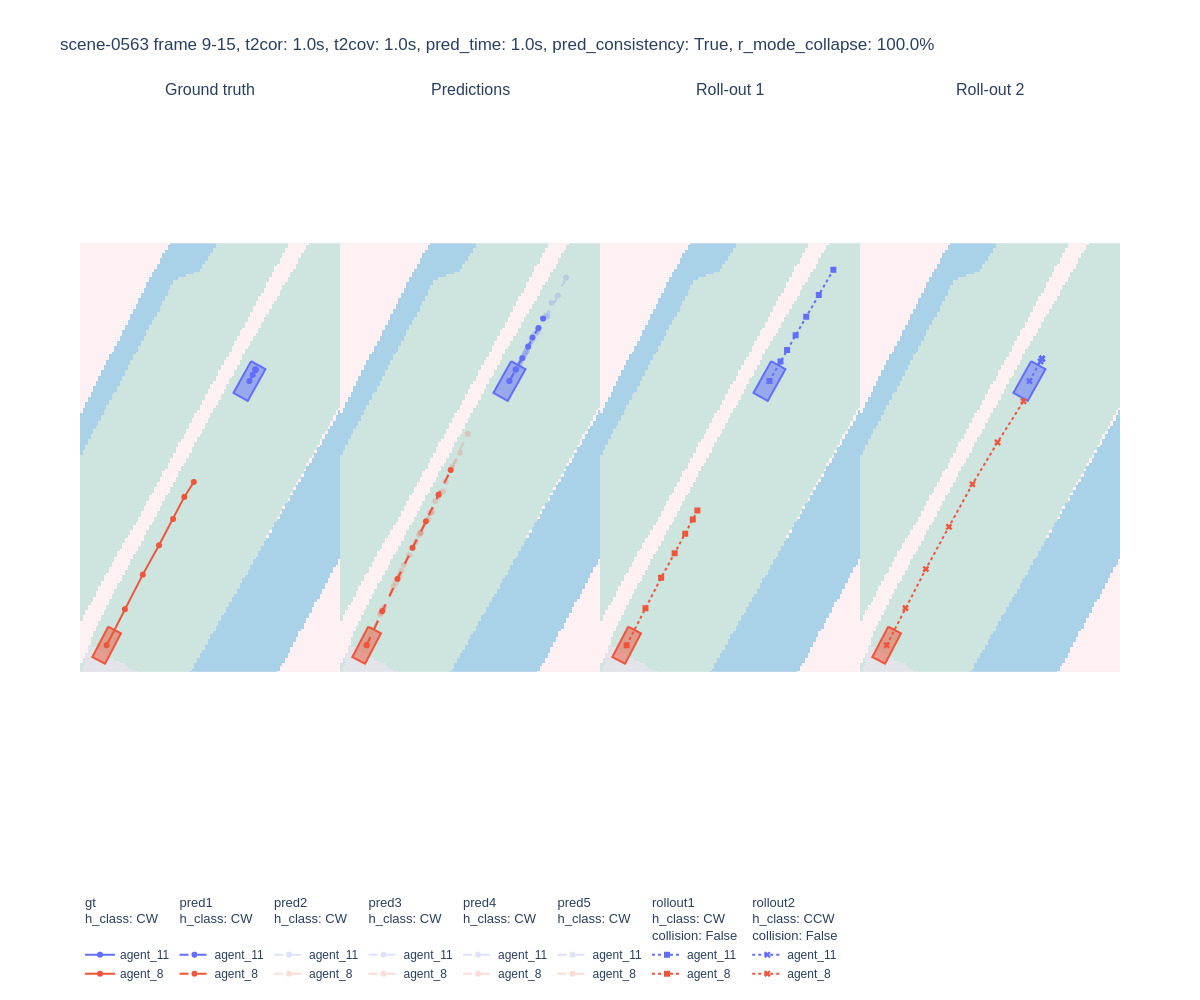 scene-0563 frame 9-15, t2cor: 1.0s, t2cov: 1.0s, pred_time: 1.0s, pred_consistency: True, r_mode_collapse: 100.0%
Ground truth
Predictions
Roll-out 1
Roll-out 2
gt
h_class: CW
agent_11
agent_8
pred1
h_class: CW
agent_11
agent_8
pred2
h_class: CW
agent_11
agent_8
pred3
h_class: CW
agent_11
agent_8
pred4
h_class: CW
agent_11
agent_8
pred5
h_class: CW
agent_11
agent_8
rollout1
h_class: CW
collision: False
agent_11
agent_8
rollout2
h_class: CCW
collision: False
agent_11
agent_8